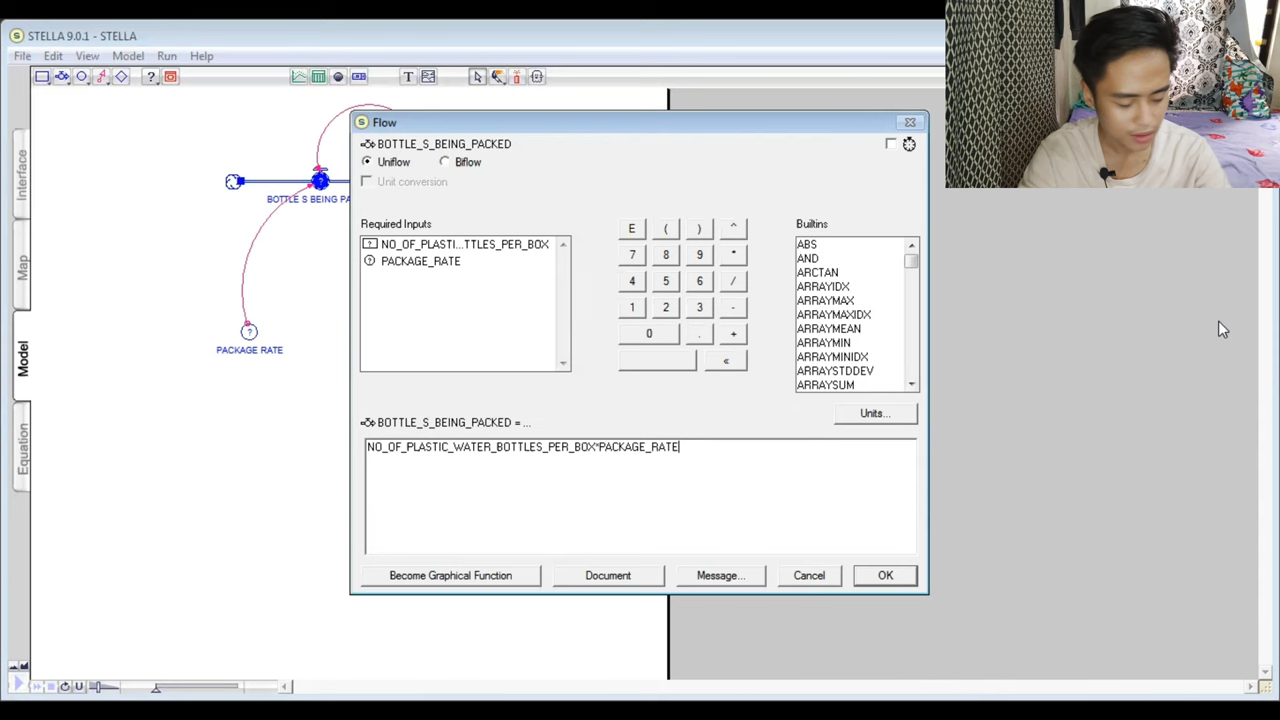 STELLA 9.0.1 - STELLA
File Edit View Model Run Help
T
?
Interface
Map
Model
Equation
BOTTLE S BEING PA
?
PACKAGE RATE
Flow
BOTTLE_S_BEING_PACKED
Uniflow Biflow
Unit conversion
Required Inputs
NO_OF_PLASTI...TTLES_PER_BOX
PACKAGE_RATE
E ( ) ^
7 8 9 *
4 5 6 /
1 2 3 -
0 . +
«
Builtins
ABS
AND
ARCTAN
ARRAYIDX
ARRAYMAX
ARRAYMAXIDX
ARRAYMEAN
ARRAYMIN
ARRAYMINIDX
ARRAYSTDDEV
ARRAYSUM
Units...
BOTTLE_S_BEING_PACKED = ...
NO_OF_PLASTIC_WATER_BOTTLES_PER_BOX*PACKAGE_RATE
Become Graphical Function Document Message... Cancel OK
U